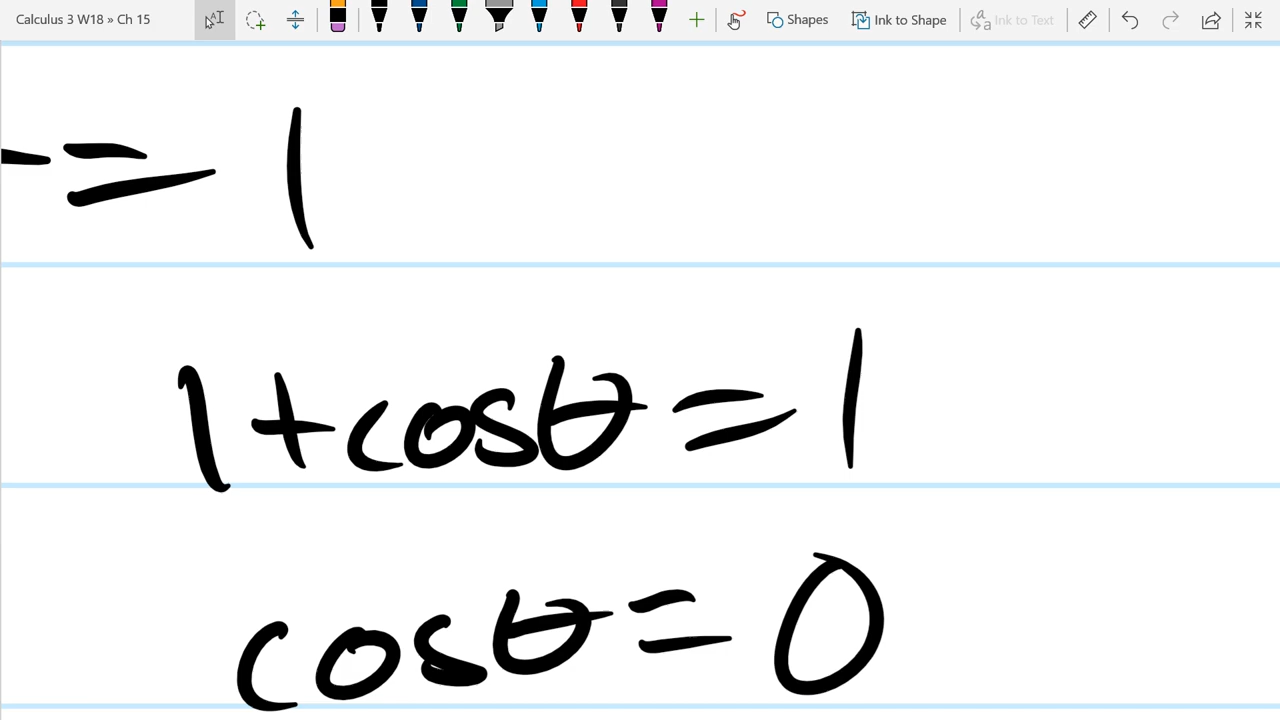 Calculus 3 W18 » Ch 15
Shapes
Ink to Shape
Ink to Text
= 1
1 + cosθ = 1
cosθ = 0